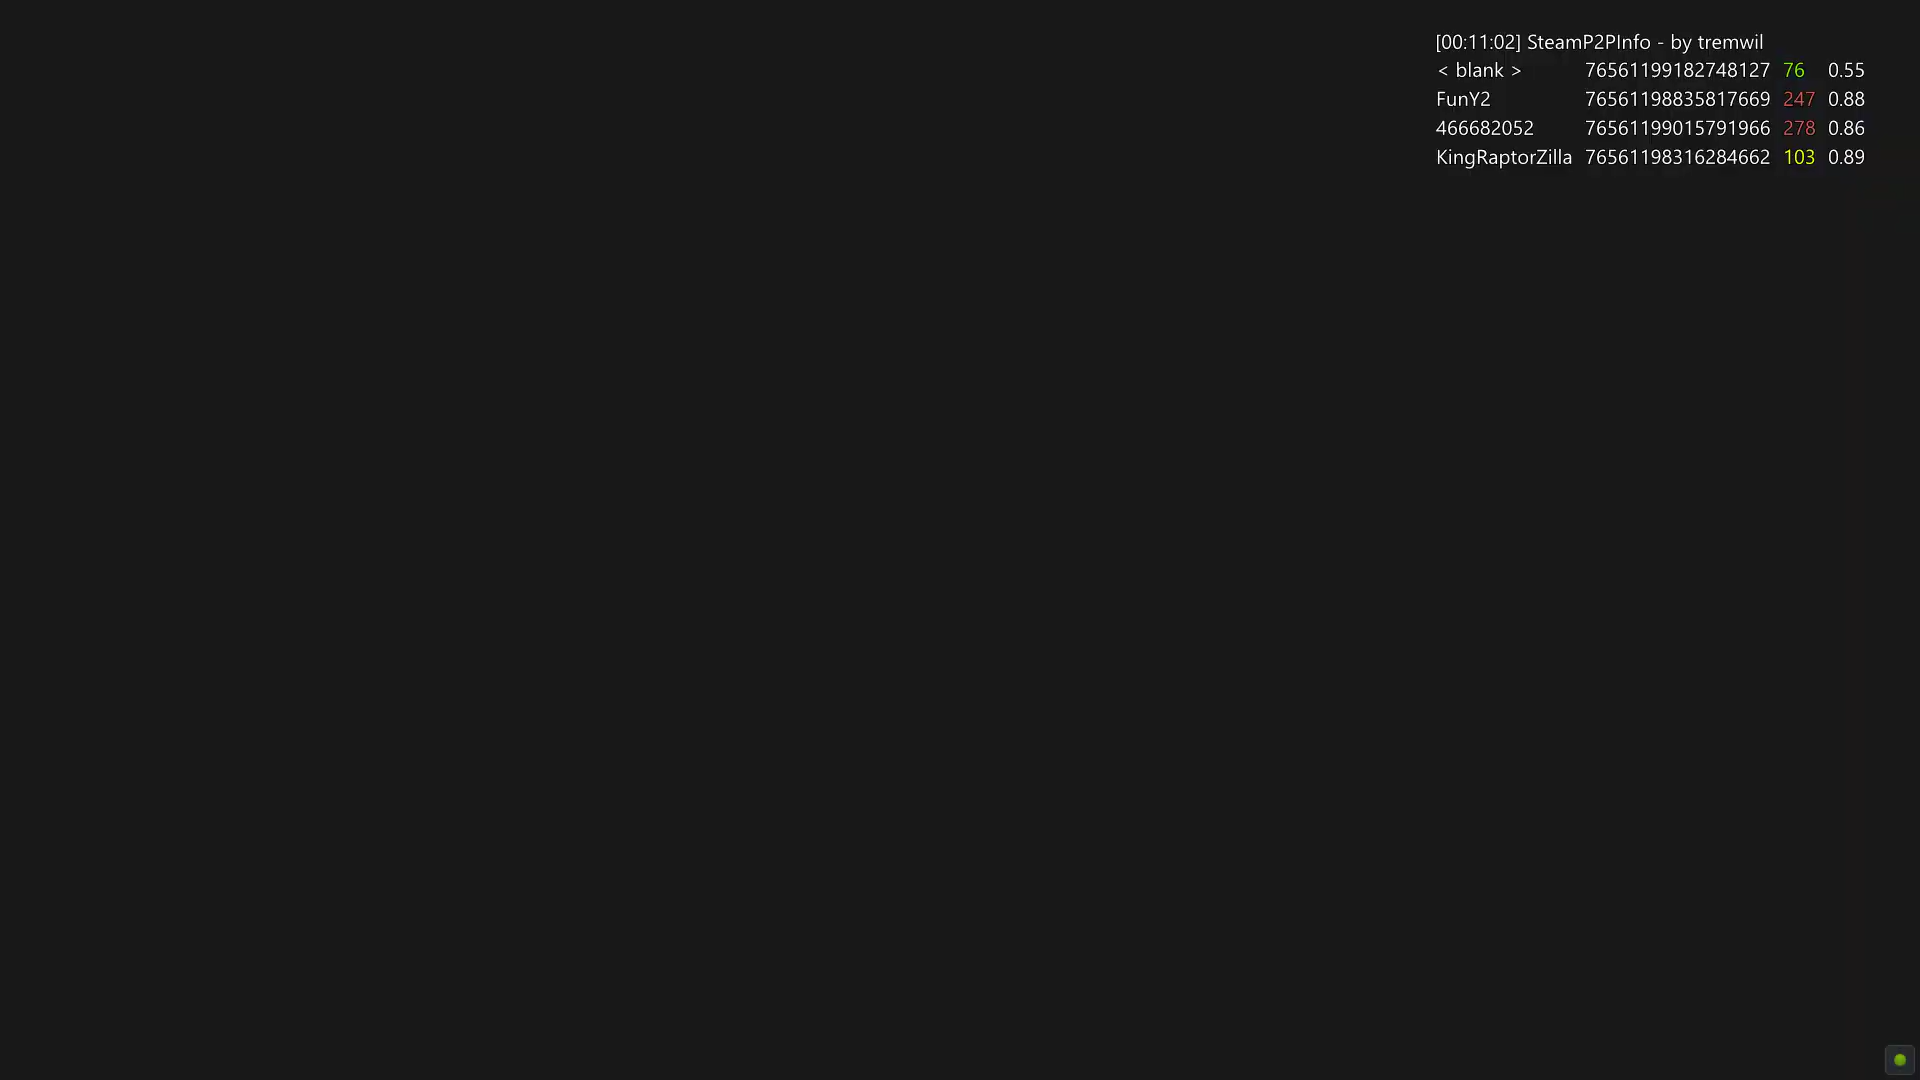 [00:11:02] SteamP2PInfo - by tremwil
< blank > 76561199182748127 76 0.55
FunY2 76561198835817669 247 0.88
466682052 76561199015791966 278 0.86
KingRaptorZilla 76561198316284662 103 0.89